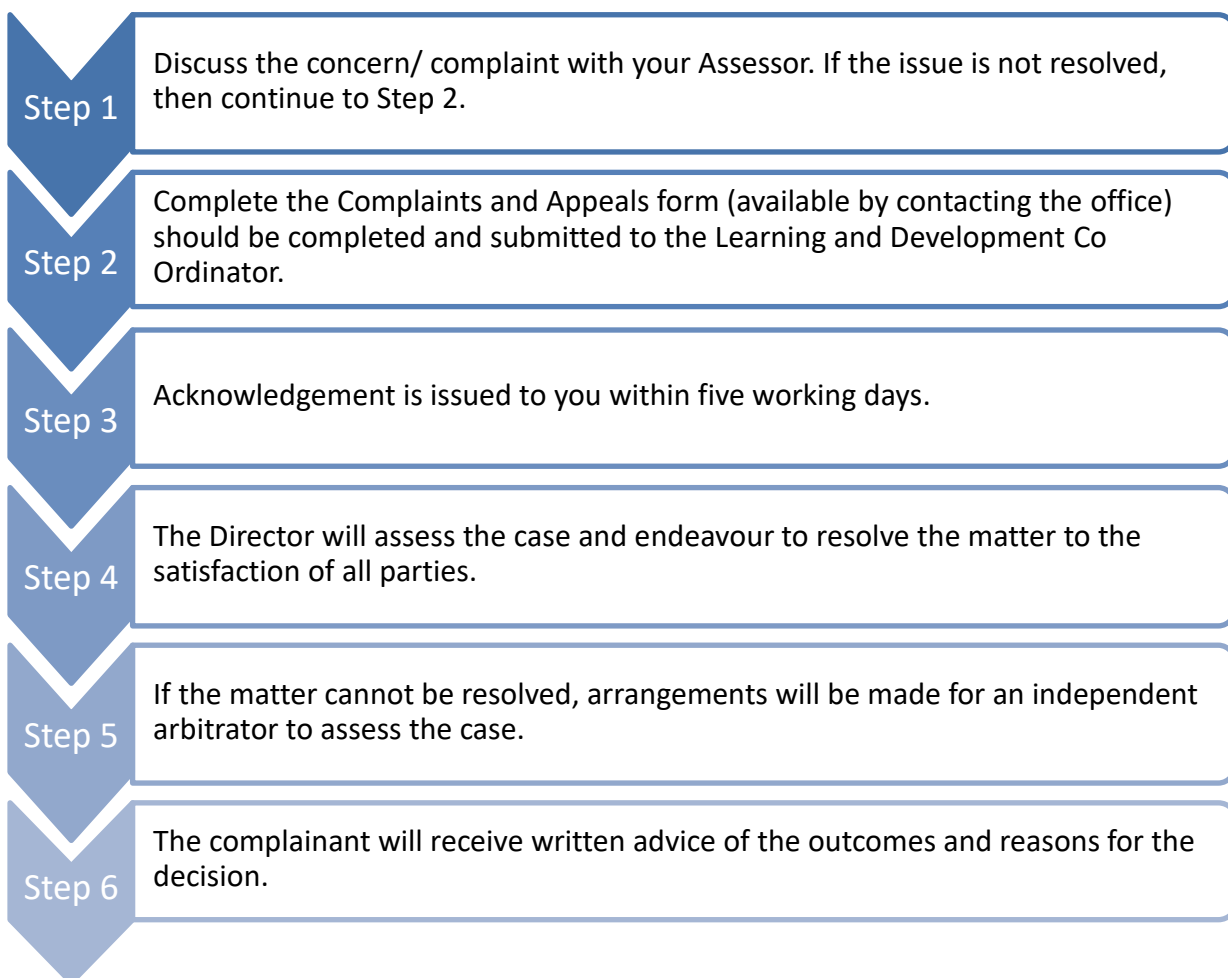 Step 1
Discuss the concern/ complaint with your Assessor. If the issue is not resolved,
then continue to Step 2.
Step 2
Complete the Complaints and Appeals form (available by contacting the office)
should be completed and submitted to the Learning and Development Co
Ordinator.
Step 3
Acknowledgement is issued to you within five working days.
Step 4
The Director will assess the case and endeavour to resolve the matter to the
satisfaction of all parties.
Step 5
If the matter cannot be resolved, arrangements will be made for an independent
arbitrator to assess the case.
Step 6
The complainant will receive written advice of the outcomes and reasons for the
decision.